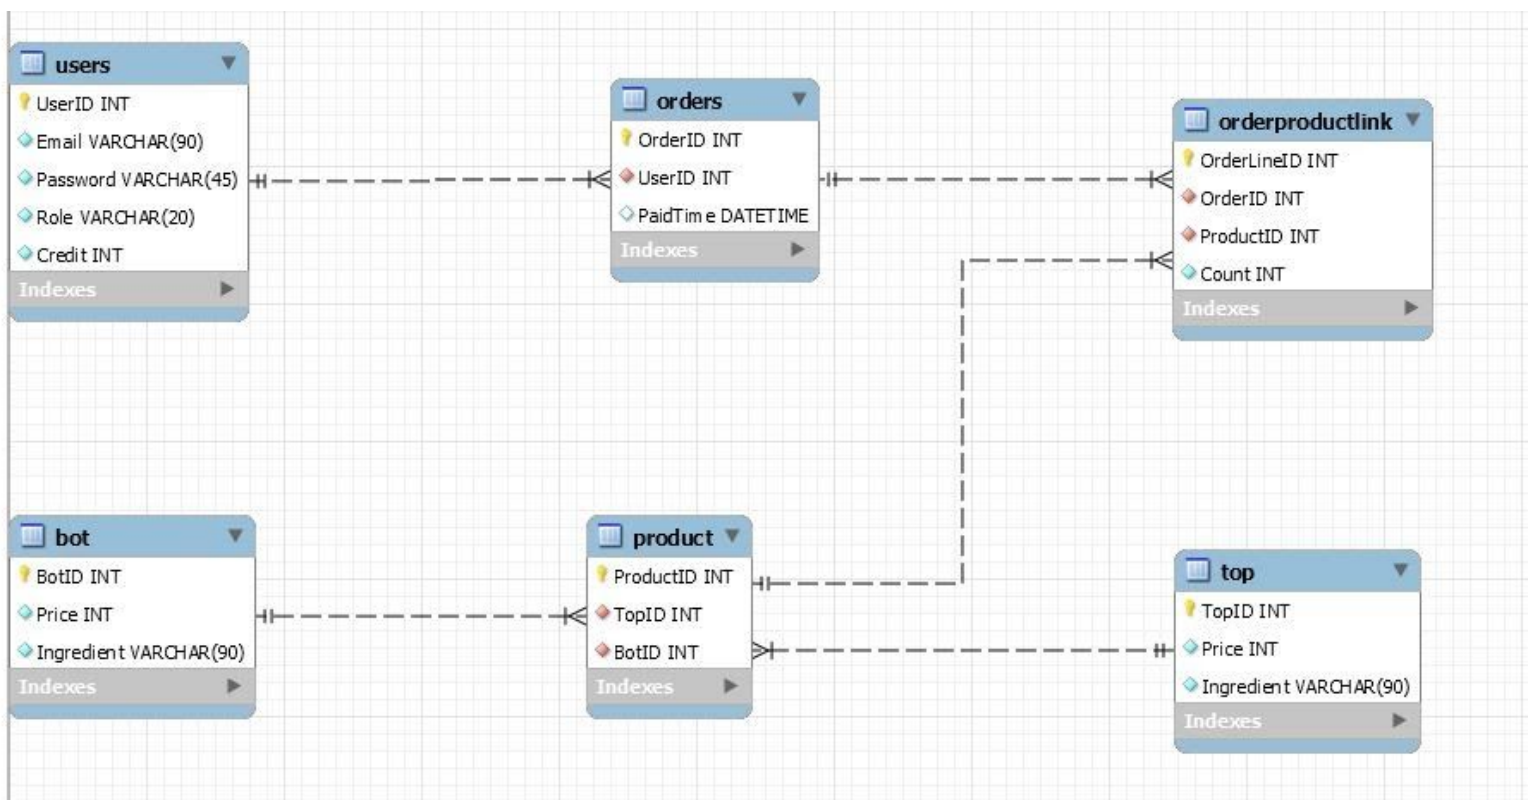 users
UserID INT
Email VARCHAR(90)
Password VARCHAR(45)
Role VARCHAR(20)
Credit INT
Indexes
orders
OrderID INT
UserID INT
PaidTime DATETIME
Indexes
orderproductlink
OrderLineID INT
OrderID INT
ProductID INT
Count INT
Indexes
bot
BotID INT
Price INT
Ingredient VARCHAR(90)
Indexes
product
ProductID INT
TopID INT
BotID INT
Indexes
top
TopID INT
Price INT
Ingredient VARCHAR(90)
Indexes